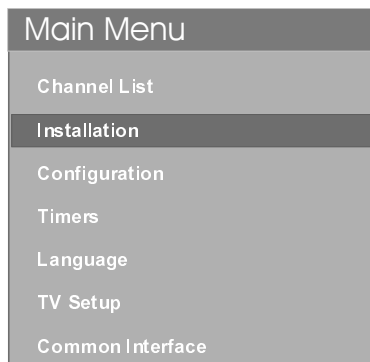 Main Menu
Channel List
Installation
Configuration
Timers
Language
TV Setup
Common Interface